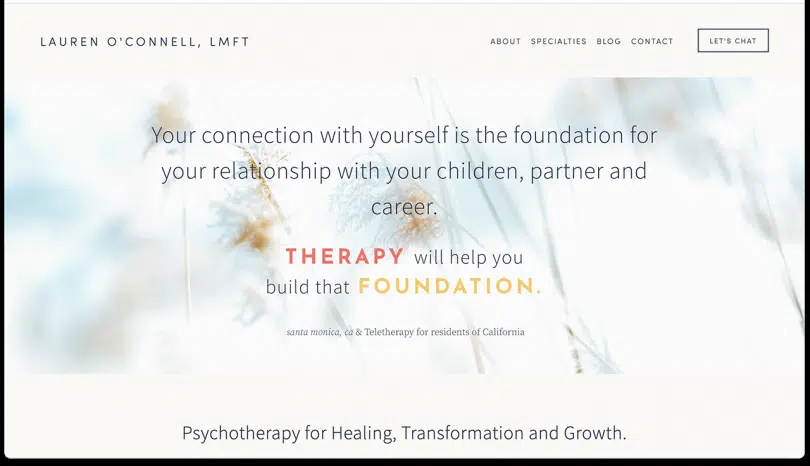 LAUREN O'CONNELL, LMFT
ABOUT SPECIALTIES BLOG CONTACT LET'S CHAT
Your connection with yourself is the foundation for
your relationship with your children, partner and
career.
THERAPY will help you
build that FOUNDATION.
santa monica, ca & Teletherapy for residents of California
Psychotherapy for Healing, Transformation and Growth.